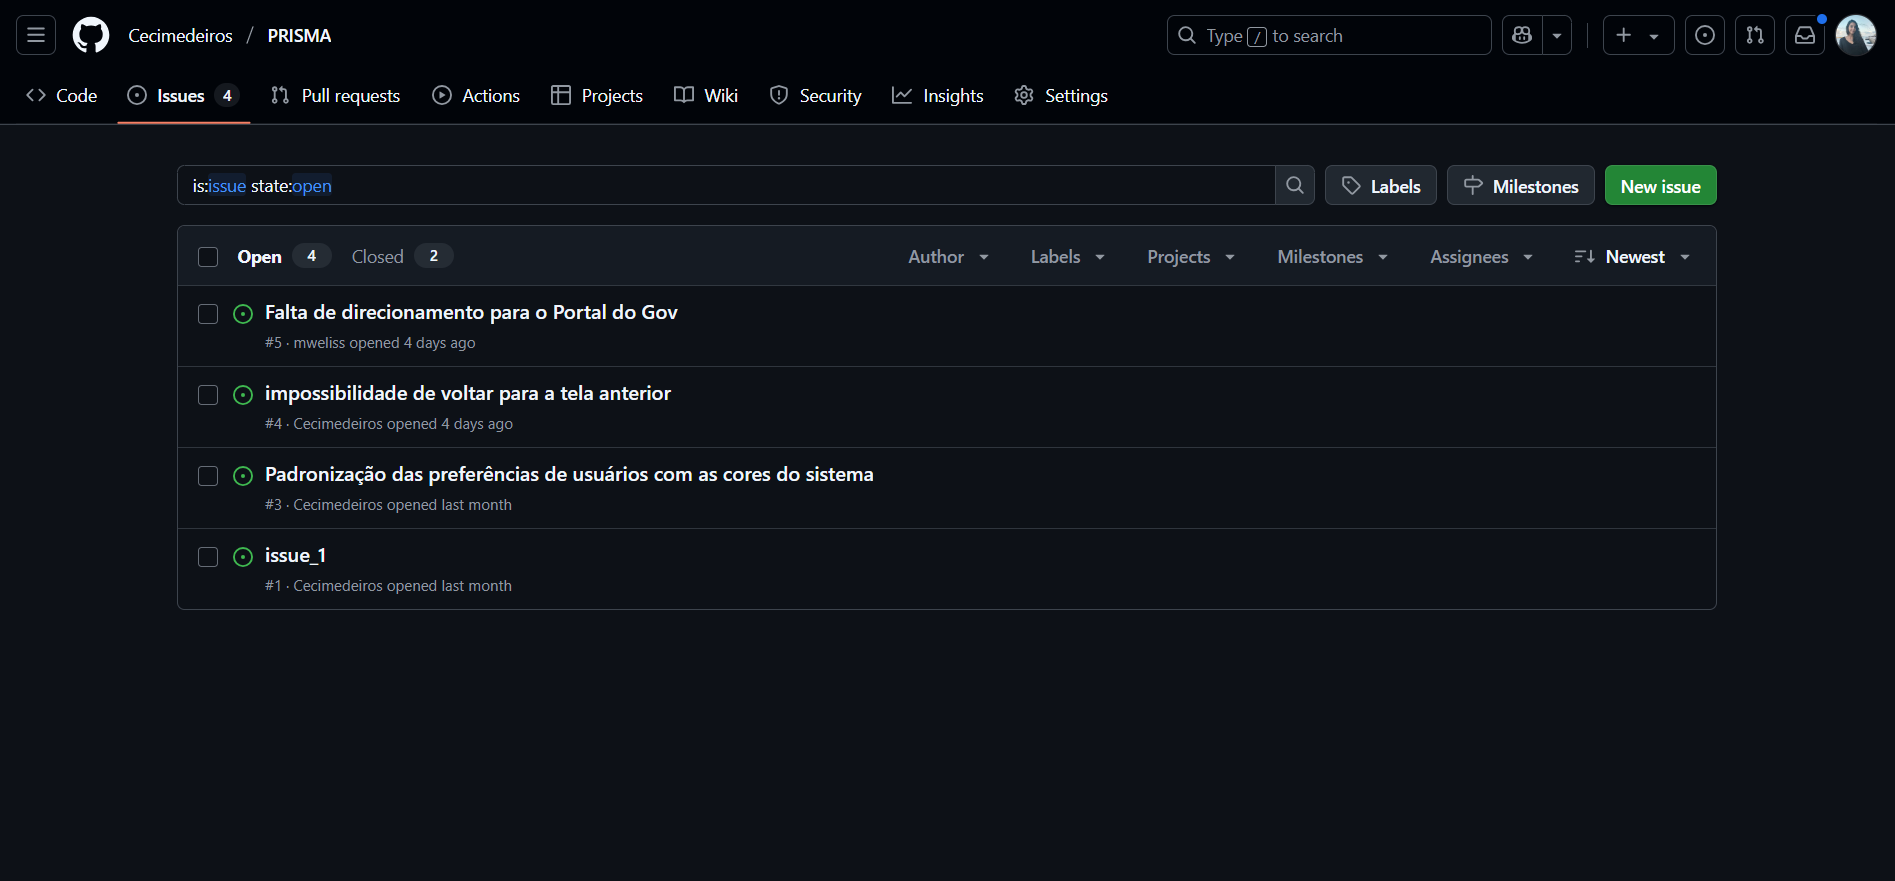 Cecimedeiros / PRISMA
Type / to search
Code
Issues 4
Pull requests
Actions
Projects
Wiki
Security
Insights
Settings
is:issue state:open
Labels
Milestones
New issue
Open 4 Closed 2
Author Labels Projects Milestones Assignees Newest
Falta de direcionamento para o Portal do Gov
#5 · mweliss opened 4 days ago
impossibilidade de voltar para a tela anterior
#4 · Cecimedeiros opened 4 days ago
Padronização das preferências de usuários com as cores do sistema
#3 · Cecimedeiros opened last month
issue_1
#1 · Cecimedeiros opened last month